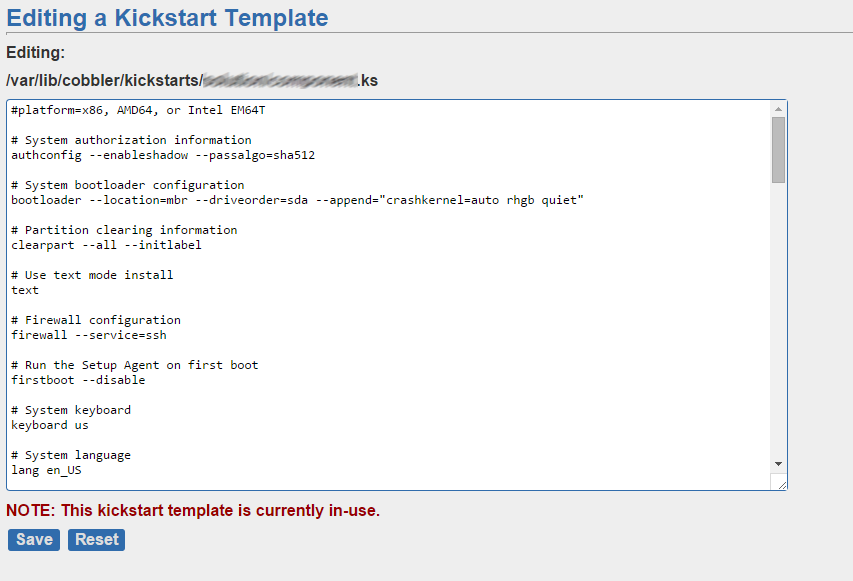 Editing a Kickstart Template
Editing:
/var/lib/cobbler/kickstarts/ .ks
#platform=x86, AMD64, or Intel EM64T
# System authorization information
authconfig --enableshadow --passalgo=sha512
# System bootloader configuration
bootloader --location=mbr --driveorder=sda --append="crashkernel=auto rhgb quiet"
# Partition clearing information
clearpart --all --initlabel
# Use text mode install
text
# Firewall configuration
firewall --service=ssh
# Run the Setup Agent on first boot
firstboot --disable
# System keyboard
keyboard us
# System language
lang en_US
NOTE: This kickstart template is currently in-use.
Save Reset